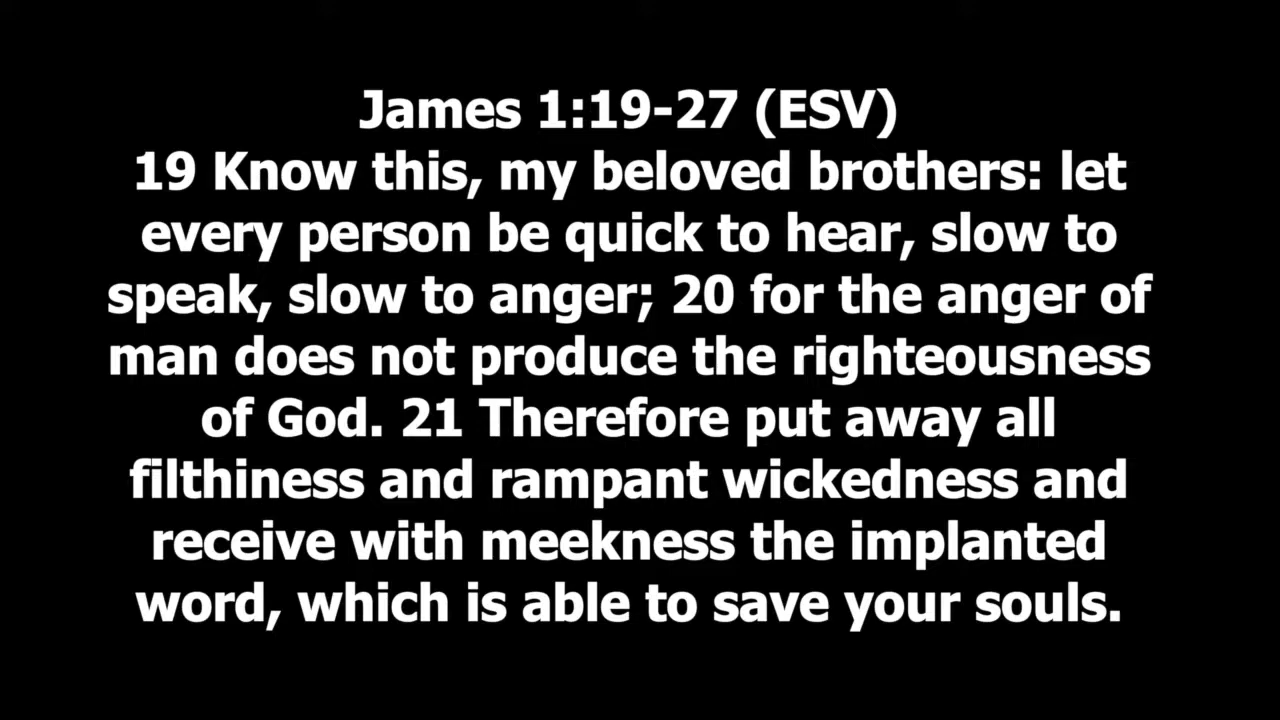 James 1:19-27 (ESV)
19 Know this, my beloved brothers: let
every person be quick to hear, slow to
speak, slow to anger; 20 for the anger of
man does not produce the righteousness
of God. 21 Therefore put away all
filthiness and rampant wickedness and
receive with meekness the implanted
word, which is able to save your souls.